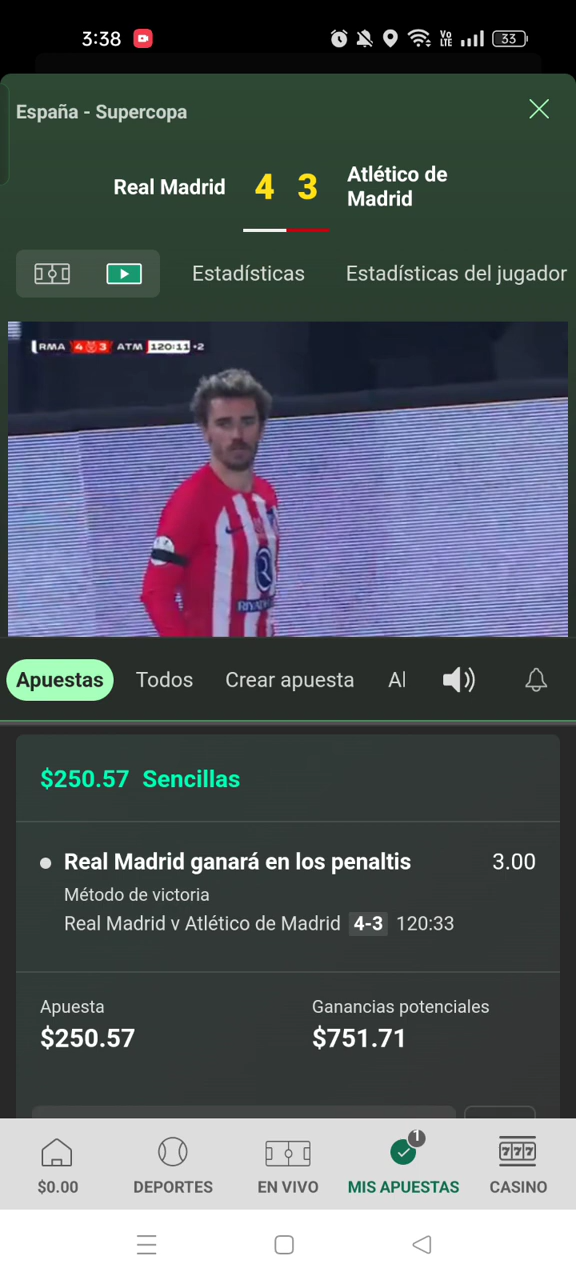 3:38
Vo LTE
33
España - Supercopa
Real Madrid 4 3 Atlético de Madrid
Estadísticas Estadísticas del jugador
RMA 4 3 ATM 120:11 +2
Apuestas Todos Crear apuesta Al
$250.57 Sencillas
Real Madrid ganará en los penaltis 3.00
Método de victoria
Real Madrid v Atlético de Madrid 4-3 120:33
Apuesta Ganancias potenciales
$250.57 $751.71
1
777
$0.00 DEPORTES EN VIVO MIS APUESTAS CASINO